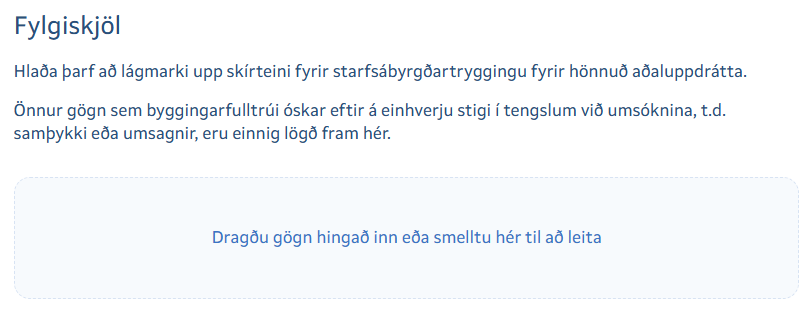 Fylgiskjöl
Hlaða þarf að lágmarki upp skírteini fyrir starfsábyrgðartryggingu fyrir hönnuð aðaluppdrátta.
Önnur gögn sem byggingarfulltrúi óskar eftir á einhverju stigi í tengslum við umsóknina, t.d.
samþykki eða umsagnir, eru einnig lögð fram hér.
Dragðu gögn hingað inn eða smelltu hér til að leita